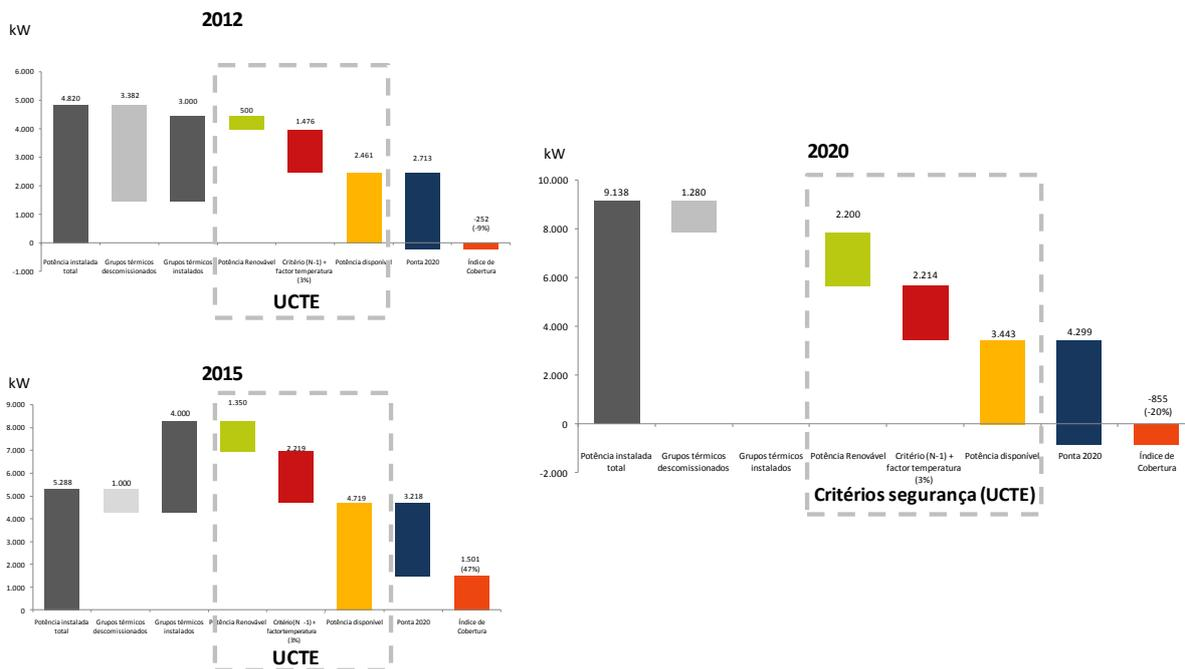 2012
kW
6.000
5.000
4.000
3.000
2.000
1.000
0
-1.000
4.820
3.382
3.000
500
1.476
2.461
2.713
-252
(-9%)
Potência instalada total
Grupos térmicos descomissionados
Grupos térmicos instalados
Potência Renovável
Critério (N-1) + factor temperatura (3%)
Potência disponível
Ponta 2020
Índice de Cobertura
UCTE
2015
kW
9.000
8.000
7.000
6.000
5.000
4.000
3.000
2.000
1.000
0
5.288
1.000
4.000
1.350
2.219
4.719
3.218
1.501
(47%)
Potência instalada total
Grupos térmicos descomissionados
Grupos térmicos instalados
Potência Renovável
Critério (N -1) + factor temperatura (3%)
Potência disponível
Ponta 2020
Índice de Cobertura
UCTE
2020
kW
10.000
8.000
6.000
4.000
2.000
0
-2.000
9.138
1.280
2.200
2.214
3.443
4.299
-855
(-20%)
Potência instalada total
Grupos térmicos descomissionados
Grupos térmicos instalados
Potência Renovável
Critério (N-1) + factor temperatura (3%)
Potência disponível
Ponta 2020
Índice de Cobertura
Critérios segurança (UCTE)